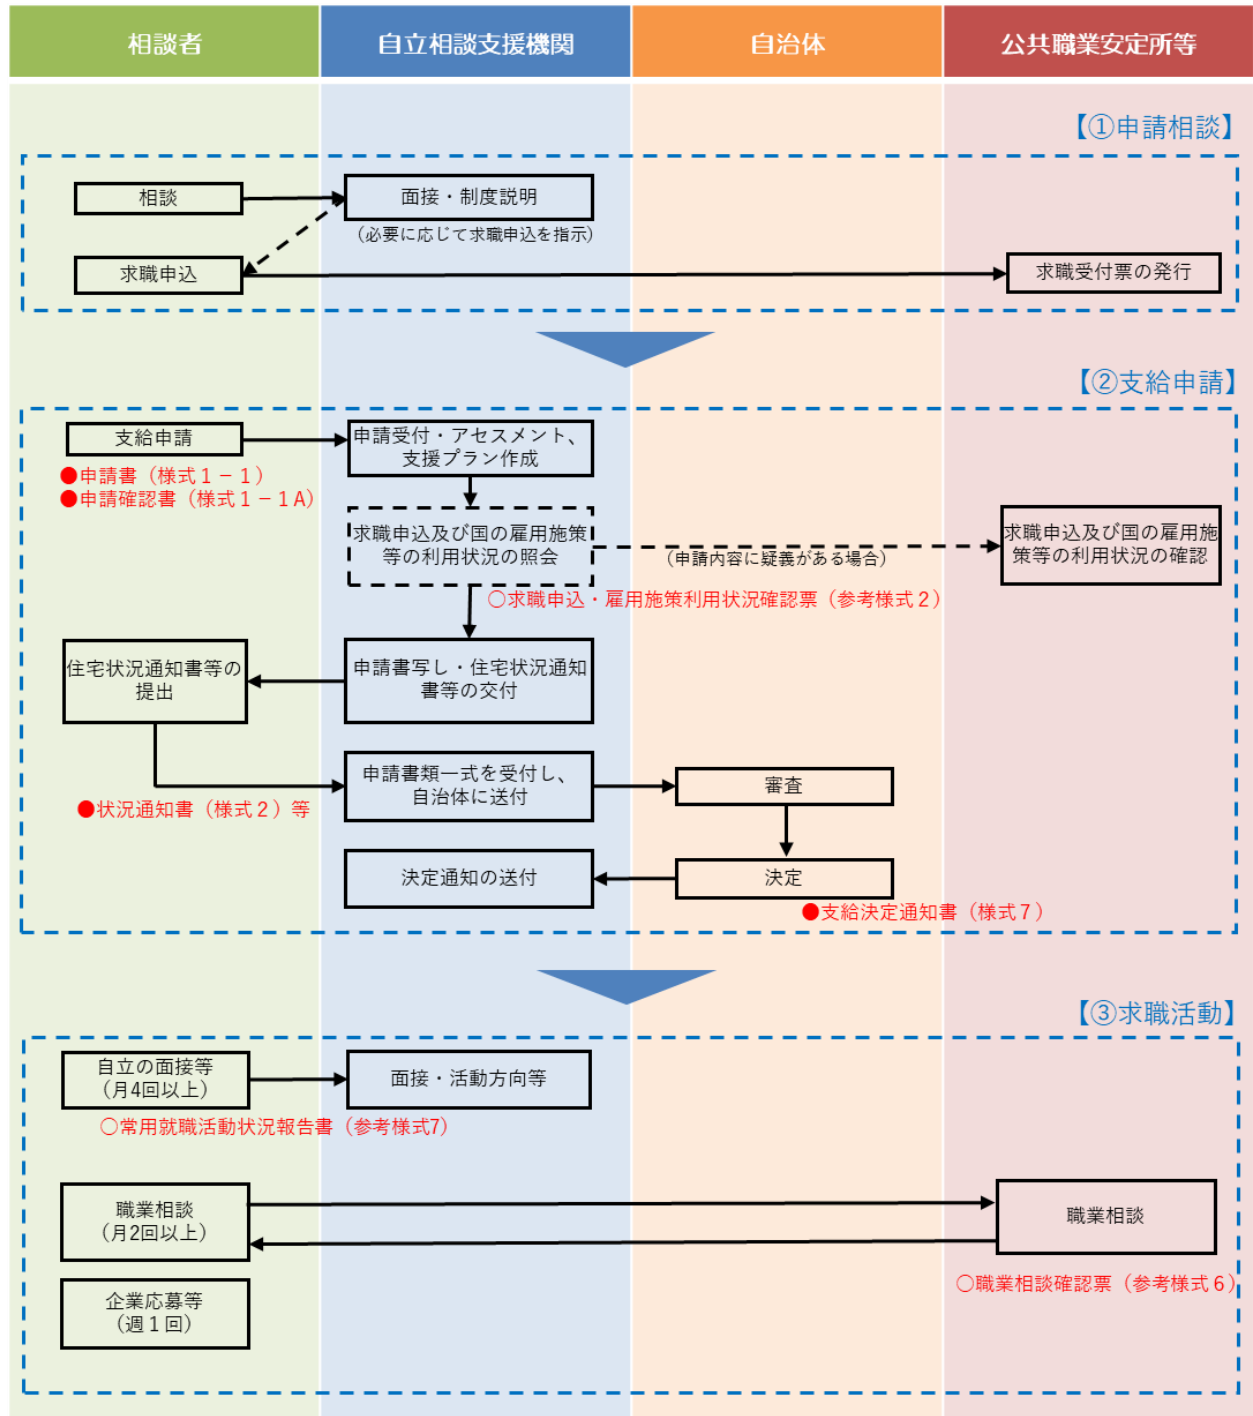 相談者
自立相談支援機関
自治体
公共職業安定所等
【①申請相談】
相談
面接・制度説明
（必要に応じて求職申込を指示）
求職申込
求職受付票の発行
【②支給申請】
支給申請
●申請書（様式１－１）
●申請確認書（様式１－１A）
申請受付・アセスメント、
支援プラン作成
求職申込及び国の雇用施策
等の利用状況の照会
（申請内容に疑義がある場合）
求職申込及び国の雇用施
策等の利用状況の確認
○求職申込・雇用施策利用状況確認票（参考様式２）
住宅状況通知書等の
提出
申請書写し・住宅状況通知
書等の交付
●状況通知書（様式２）等
申請書類一式を受付し、
自治体に送付
審査
決定通知の送付
決定
●支給決定通知書（様式７）
【③求職活動】
自立の面接等
（月4回以上）
面接・活動方向等
○常用就職活動状況報告書（参考様式7）
職業相談
（月2回以上）
職業相談
○職業相談確認票（参考様式６）
企業応募等
（週１回）